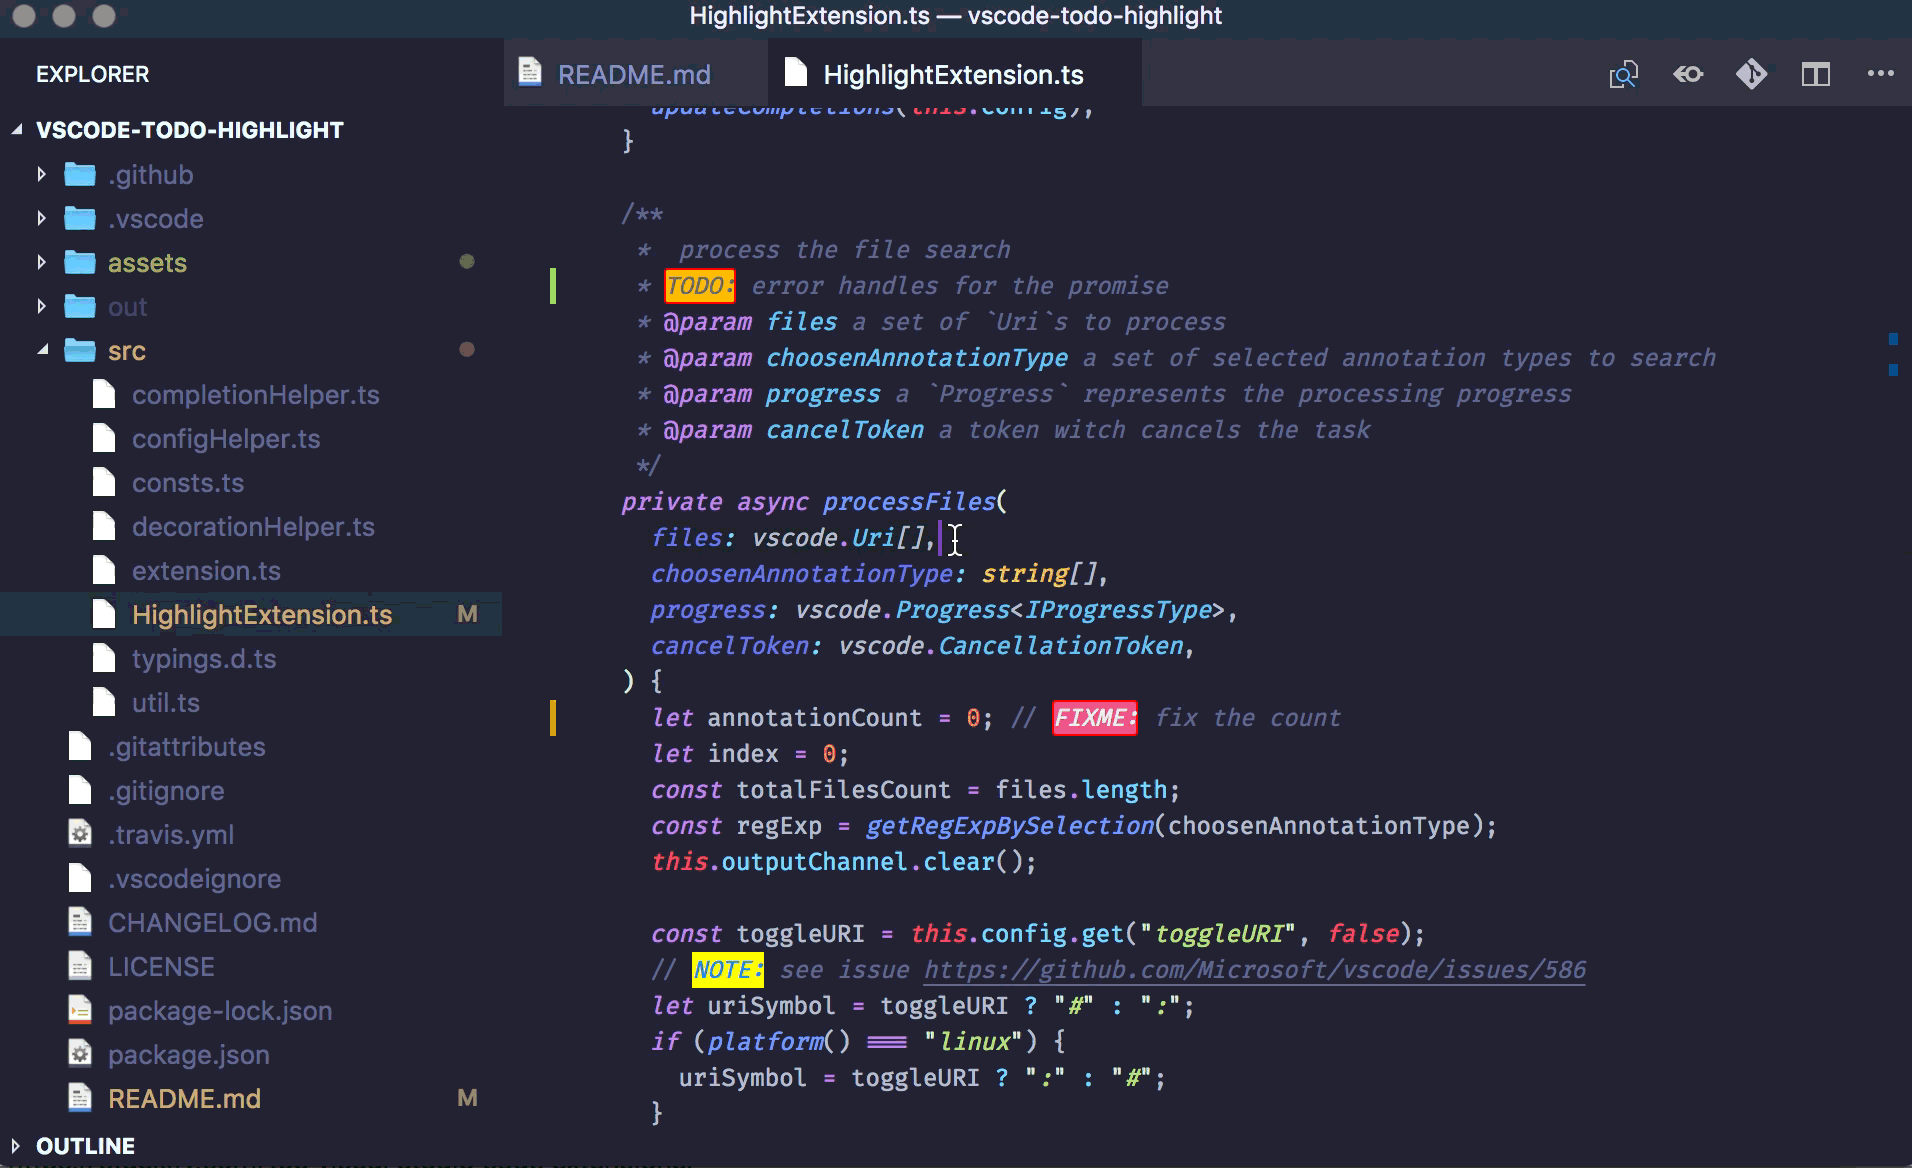 HighlightExtension.ts — vscode-todo-highlight
EXPLORER
VSCODE-TODO-HIGHLIGHT
.github
.vscode
assets
out
src
completionHelper.ts
configHelper.ts
consts.ts
decorationHelper.ts
extension.ts
HighlightExtension.ts M
typings.d.ts
util.ts
.gitattributes
.gitignore
.travis.yml
.vscodeignore
CHANGELOG.md
LICENSE
package-lock.json
package.json
README.md M
OUTLINE
README.md
HighlightExtension.ts
updateCompletions(this.config);
}
/**
*  process the file search
* TODO: error handles for the promise
* @param files a set of `Uri`s to process
* @param choosenAnnotationType a set of selected annotation types to search
* @param progress a `Progress` represents the processing progress
* @param cancelToken a token witch cancels the task
*/
private async processFiles(
files: vscode.Uri[],
choosenAnnotationType: string[],
progress: vscode.Progress<IProgressType>,
cancelToken: vscode.CancellationToken,
) {
let annotationCount = 0; // FIXME: fix the count
let index = 0;
const totalFilesCount = files.length;
const regExp = getRegExpBySelection(choosenAnnotationType);
this.outputChannel.clear();
const toggleURI = this.config.get("toggleURI", false);
// NOTE: see issue https://github.com/Microsoft/vscode/issues/586
let uriSymbol = toggleURI ? "#" : ":";
if (platform() === "linux") {
uriSymbol = toggleURI ? ":" : "#";
}